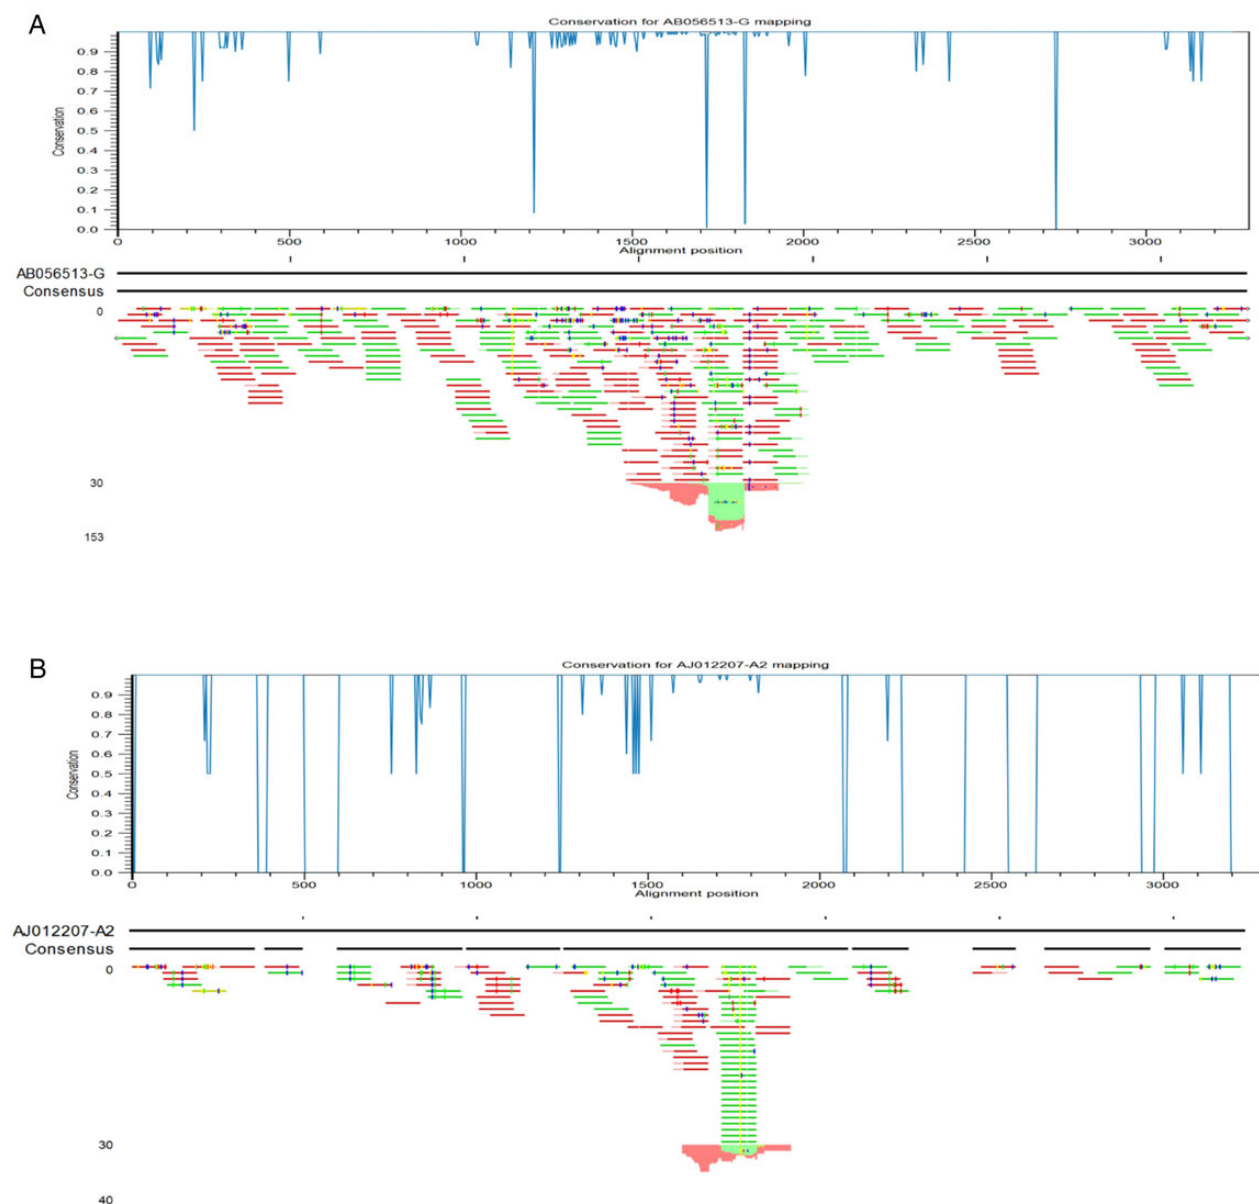 A
Conservation for AB056513-G mapping
0.9
0.8
0.7
0.6
0.5
0.4
0.3
0.2
0.1
0.0
Conservation
0 500 1000 1500 2000 2500 3000
Alignment position
AB056513-G
Consensus
0
30
153
B
Conservation for AJ012207-A2 mapping
0.9
0.8
0.7
0.6
0.5
0.4
0.3
0.2
0.1
0.0
Conservation
0 500 1000 1500 2000 2500 3000
Alignment position
AJ012207-A2
Consensus
0
30
40